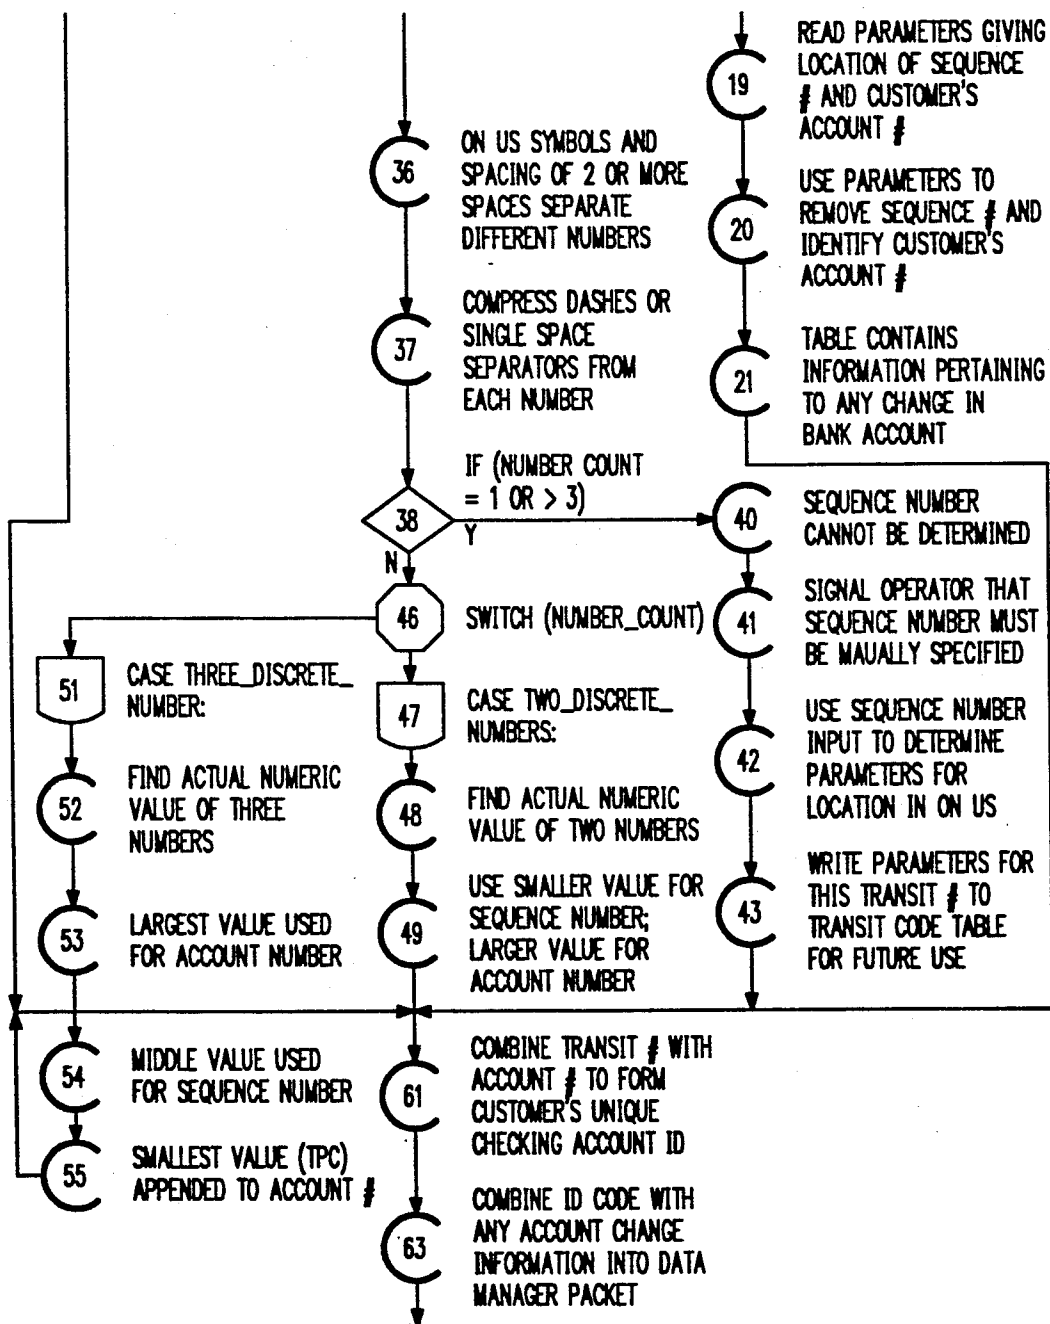 19
READ PARAMETERS GIVING
LOCATION OF SEQUENCE
# AND CUSTOMER'S
ACCOUNT #
36
ON US SYMBOLS AND
SPACING OF 2 OR MORE
SPACES SEPARATE
DIFFERENT NUMBERS
20
USE PARAMETERS TO
REMOVE SEQUENCE # AND
IDENTIFY CUSTOMER'S
ACCOUNT #
37
COMPRESS DASHES OR
SINGLE SPACE
SEPARATORS FROM
EACH NUMBER
21
TABLE CONTAINS
INFORMATION PERTAINING
TO ANY CHANGE IN
BANK ACCOUNT
38
IF (NUMBER COUNT
= 1 OR > 3)
Y
N
40
SEQUENCE NUMBER
CANNOT BE DETERMINED
46
SWITCH (NUMBER_COUNT)
41
SIGNAL OPERATOR THAT
SEQUENCE NUMBER MUST
BE MAUALLY SPECIFIED
51
CASE THREE_DISCRETE_
NUMBER:
47
CASE TWO_DISCRETE_
NUMBERS:
42
USE SEQUENCE NUMBER
INPUT TO DETERMINE
PARAMETERS FOR
LOCATION IN ON US
52
FIND ACTUAL NUMERIC
VALUE OF THREE
NUMBERS
48
FIND ACTUAL NUMERIC
VALUE OF TWO NUMBERS
43
WRITE PARAMETERS FOR
THIS TRANSIT # TO
TRANSIT CODE TABLE
FOR FUTURE USE
53
LARGEST VALUE USED
FOR ACCOUNT NUMBER
49
USE SMALLER VALUE FOR
SEQUENCE NUMBER;
LARGER VALUE FOR
ACCOUNT NUMBER
54
MIDDLE VALUE USED
FOR SEQUENCE NUMBER
61
COMBINE TRANSIT # WITH
ACCOUNT # TO FORM
CUSTOMER'S UNIQUE
CHECKING ACCOUNT ID
55
SMALLEST VALUE (TPC)
APPENDED TO ACCOUNT #
63
COMBINE ID CODE WITH
ANY ACCOUNT CHANGE
INFORMATION INTO DATA
MANAGER PACKET